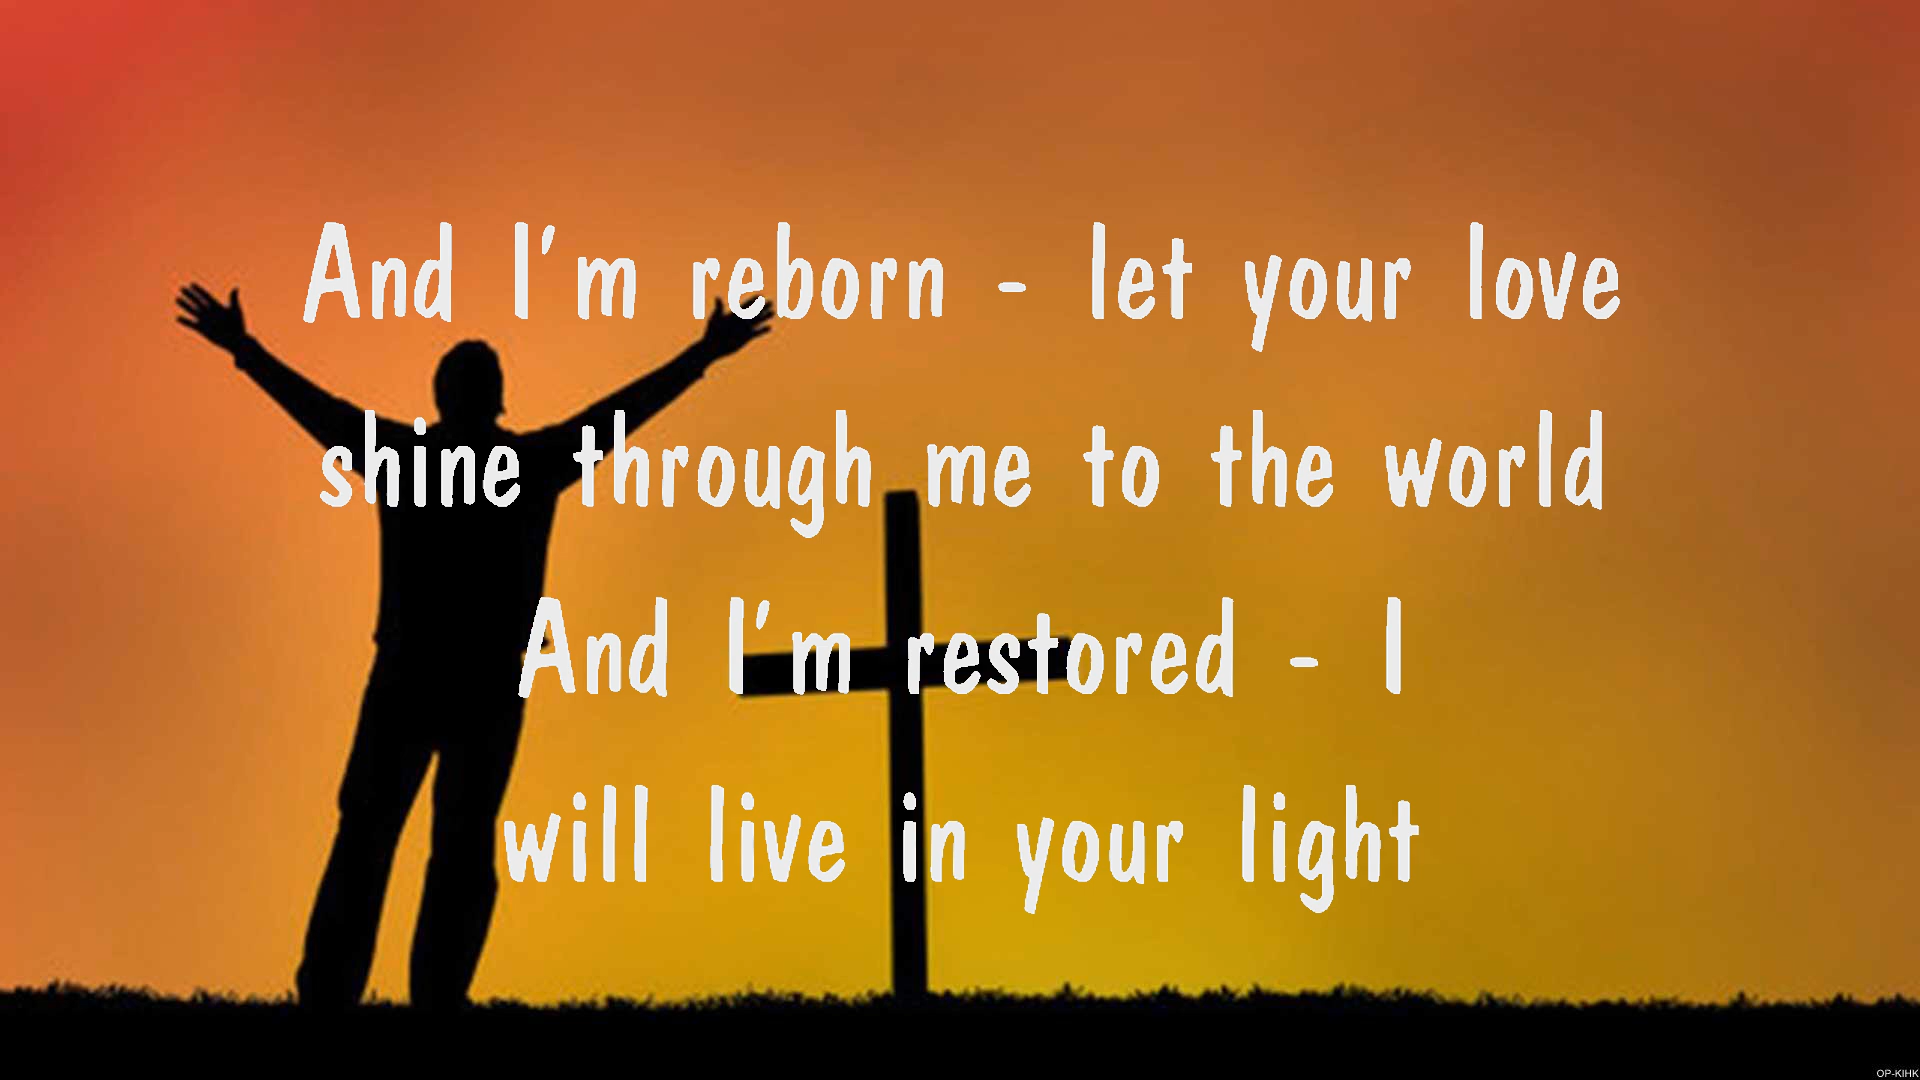 And I'm reborn - let your love
shine through me to the world
And I'm restored - I
will live in your light
OP-KIHK